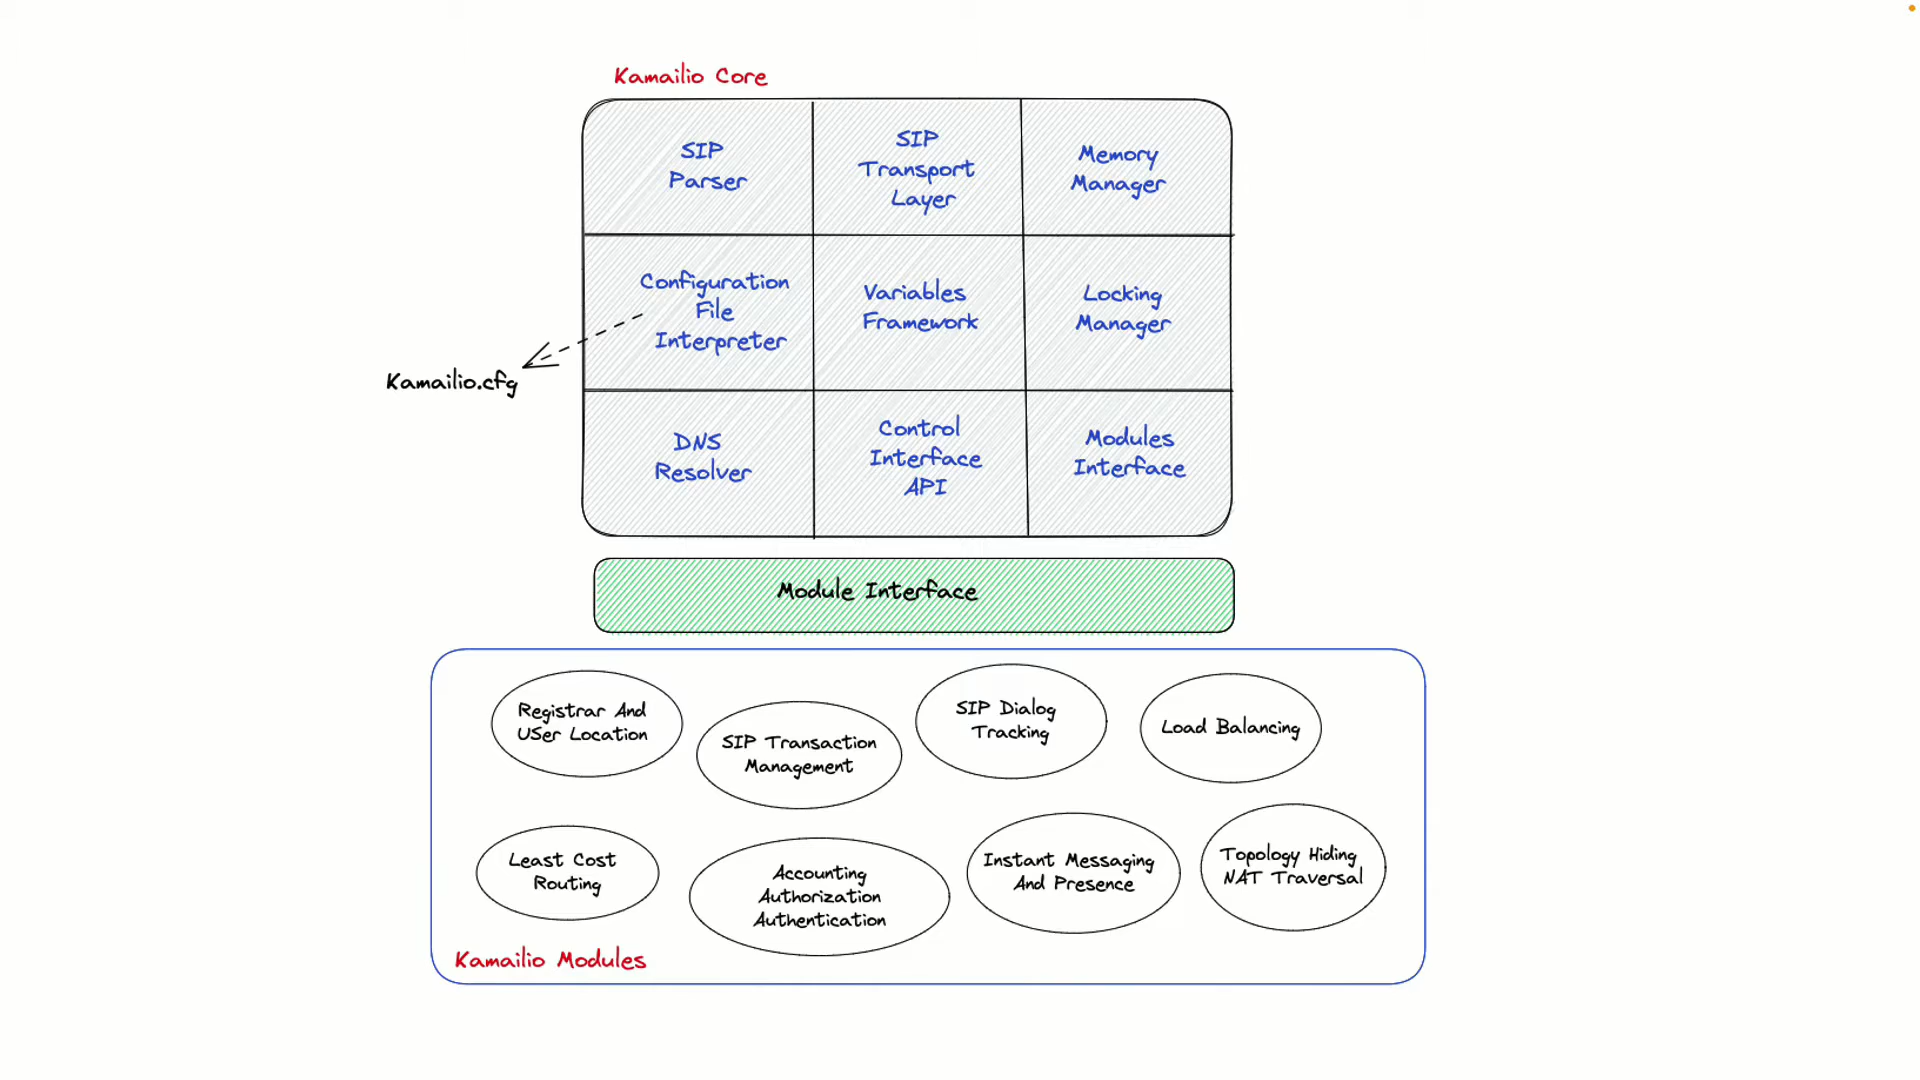 Kamailio Core
SIP
Parser
SIP
Transport
Layer
Memory
Manager
Configuration
File
Interpreter
Variables
Framework
Locking
Manager
Kamailio.cfg
DNS
Resolver
Control
Interface
API
Modules
Interface
Module Interface
Registrar And
USer Location
SIP Transaction
Management
SIP Dialog
Tracking
Load Balancing
Least Cost
Routing
Accounting
Authorization
Authentication
Instant Messaging
And Presence
Topology Hiding
NAT Traversal
Kamailio Modules